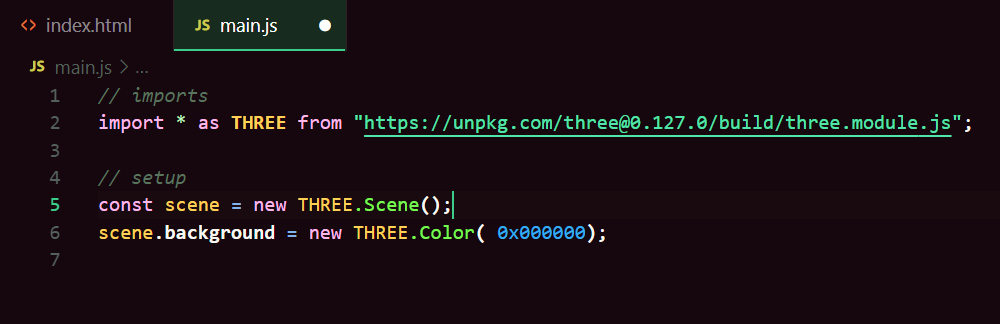 <> index.html JS main.js
JS main.js > ...
1 // imports
2 import * as THREE from "https://unpkg.com/three@0.127.0/build/three.module.js";
3
4 // setup
5 const scene = new THREE.Scene();
6 scene.background = new THREE.Color( 0x000000);
7